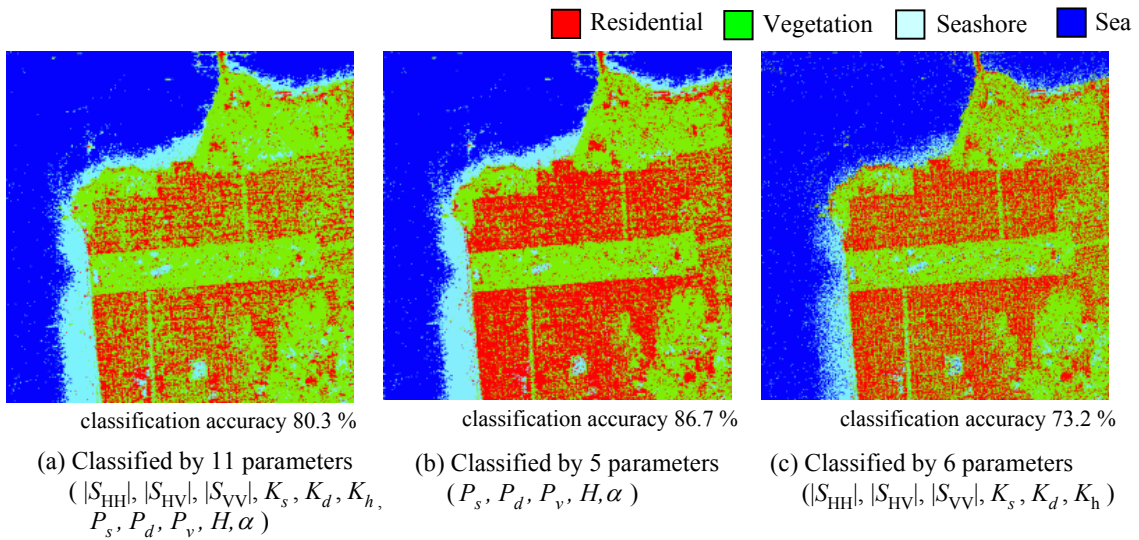 Residential Vegetation Seashore Sea
classification accuracy 80.3 %
classification accuracy 86.7 %
classification accuracy 73.2 %
(a) Classified by 11 parameters
( |S_HH|, |S_HV|, |S_VV|, K_s , K_d , K_h ,
P_s , P_d , P_v , H, α )
(b) Classified by 5 parameters
( P_s , P_d , P_v , H, α )
(c) Classified by 6 parameters
(|S_HH|, |S_HV|, |S_VV|, K_s , K_d , K_h )